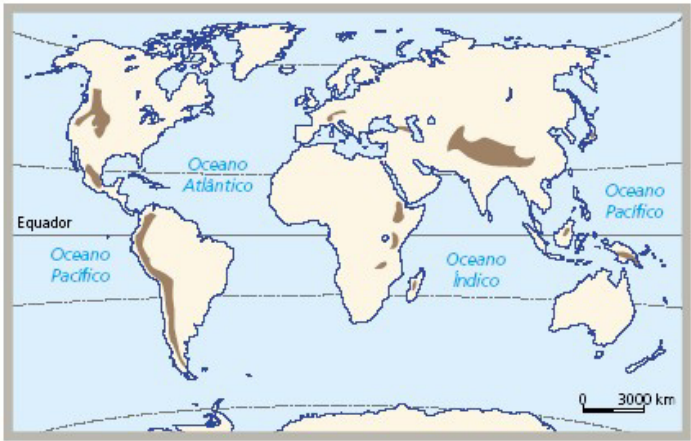 Oceano
Atlântico
Oceano
Pacífico
Equador
Oceano
Pacífico
Oceano
Índico
0 3000 km